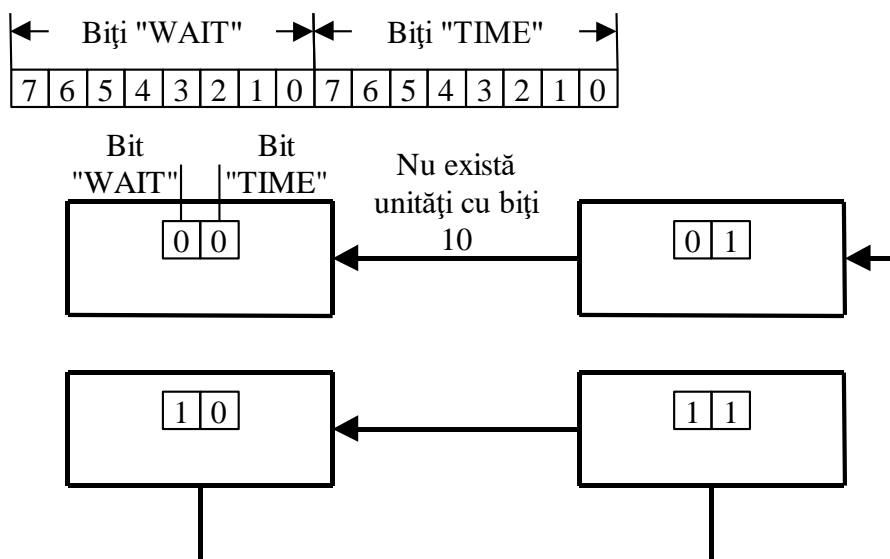 Biţi "WAIT" Biţi "TIME"
7 6 5 4 3 2 1 0 7 6 5 4 3 2 1 0
Bit "WAIT"
Bit "TIME"
Nu există
unităţi cu biţi
10
0 0
0 1
1 0
1 1